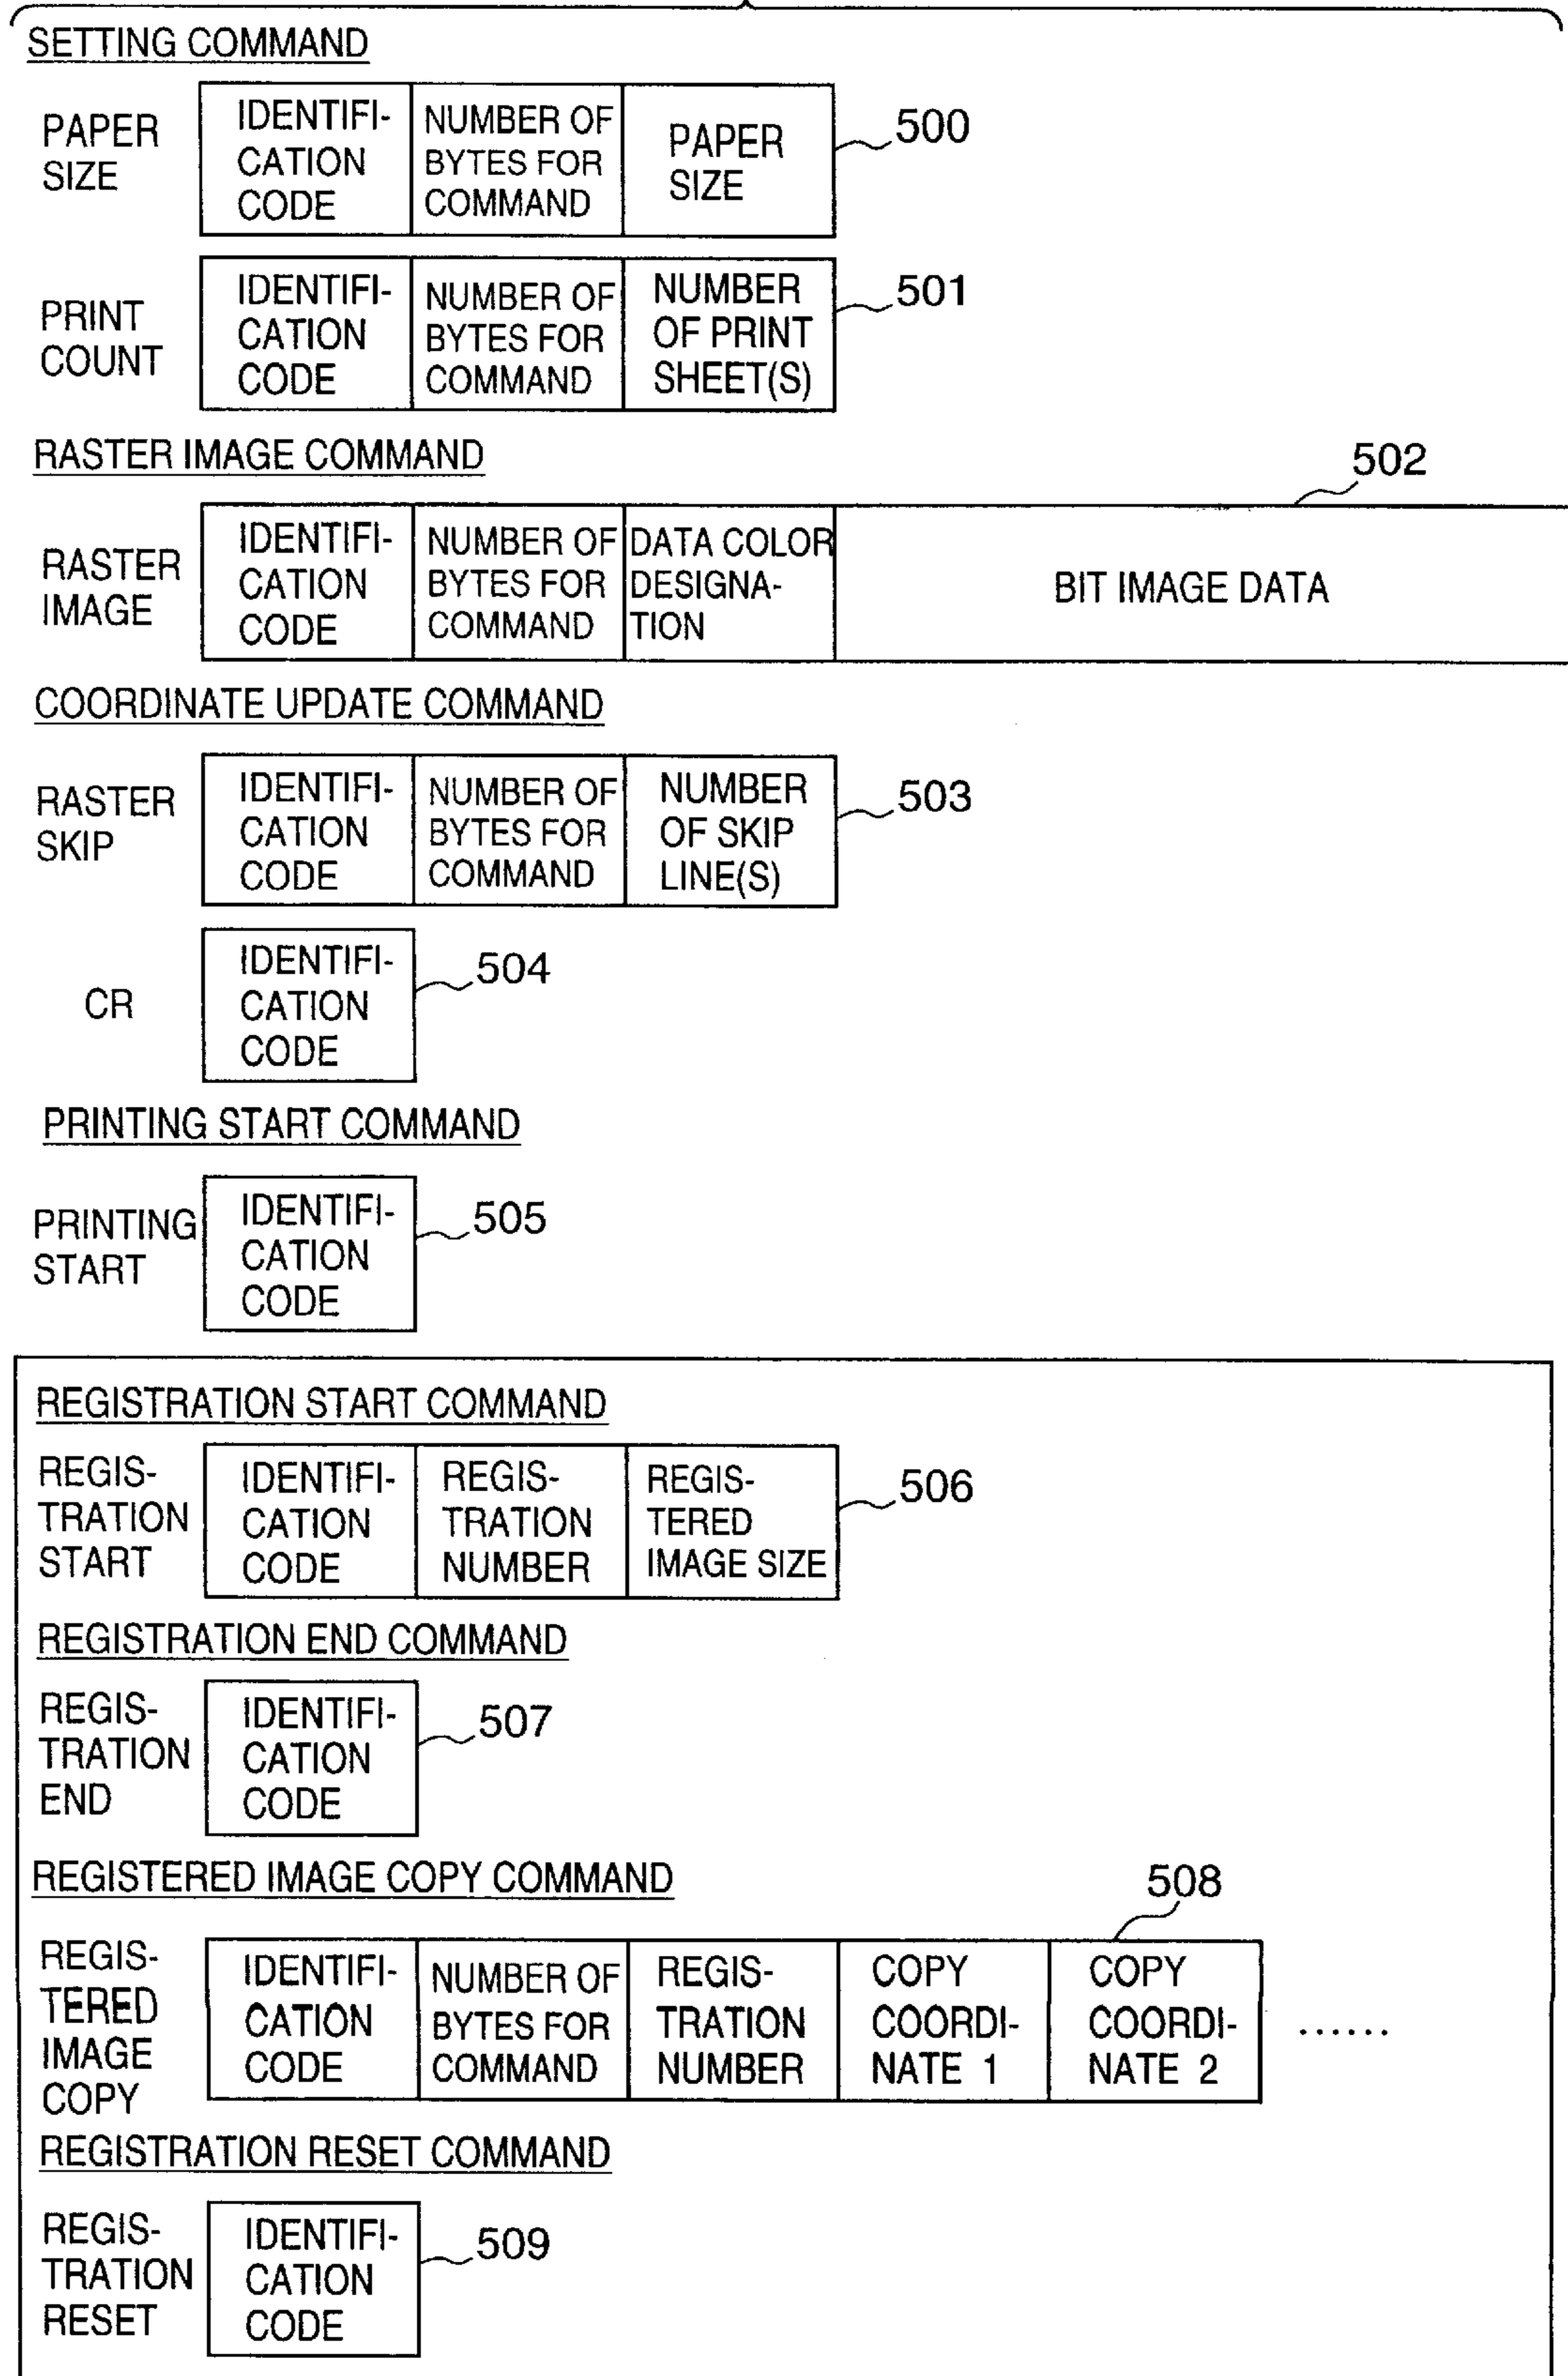 SETTING COMMAND
PAPER
SIZE
IDENTIFI-
CATION
CODE
NUMBER OF
BYTES FOR
COMMAND
PAPER
SIZE
500
PRINT
COUNT
IDENTIFI-
CATION
CODE
NUMBER OF
BYTES FOR
COMMAND
NUMBER
OF PRINT
SHEET(S)
501
RASTER IMAGE COMMAND
502
RASTER
IMAGE
IDENTIFI-
CATION
CODE
NUMBER OF
BYTES FOR
COMMAND
DATA COLOR
DESIGNA-
TION
BIT IMAGE DATA
COORDINATE UPDATE COMMAND
RASTER
SKIP
IDENTIFI-
CATION
CODE
NUMBER OF
BYTES FOR
COMMAND
NUMBER
OF SKIP
LINE(S)
503
CR
IDENTIFI-
CATION
CODE
504
PRINTING START COMMAND
PRINTING
START
IDENTIFI-
CATION
CODE
505
REGISTRATION START COMMAND
REGIS-
TRATION
START
IDENTIFI-
CATION
CODE
REGIS-
TRATION
NUMBER
REGIS-
TERED
IMAGE SIZE
506
REGISTRATION END COMMAND
REGIS-
TRATION
END
IDENTIFI-
CATION
CODE
507
REGISTERED IMAGE COPY COMMAND
508
REGIS-
TERED
IMAGE
COPY
IDENTIFI-
CATION
CODE
NUMBER OF
BYTES FOR
COMMAND
REGIS-
TRATION
NUMBER
COPY
COORDI-
NATE 1
COPY
COORDI-
NATE 2
......
REGISTRATION RESET COMMAND
REGIS-
TRATION
RESET
IDENTIFI-
CATION
CODE
509